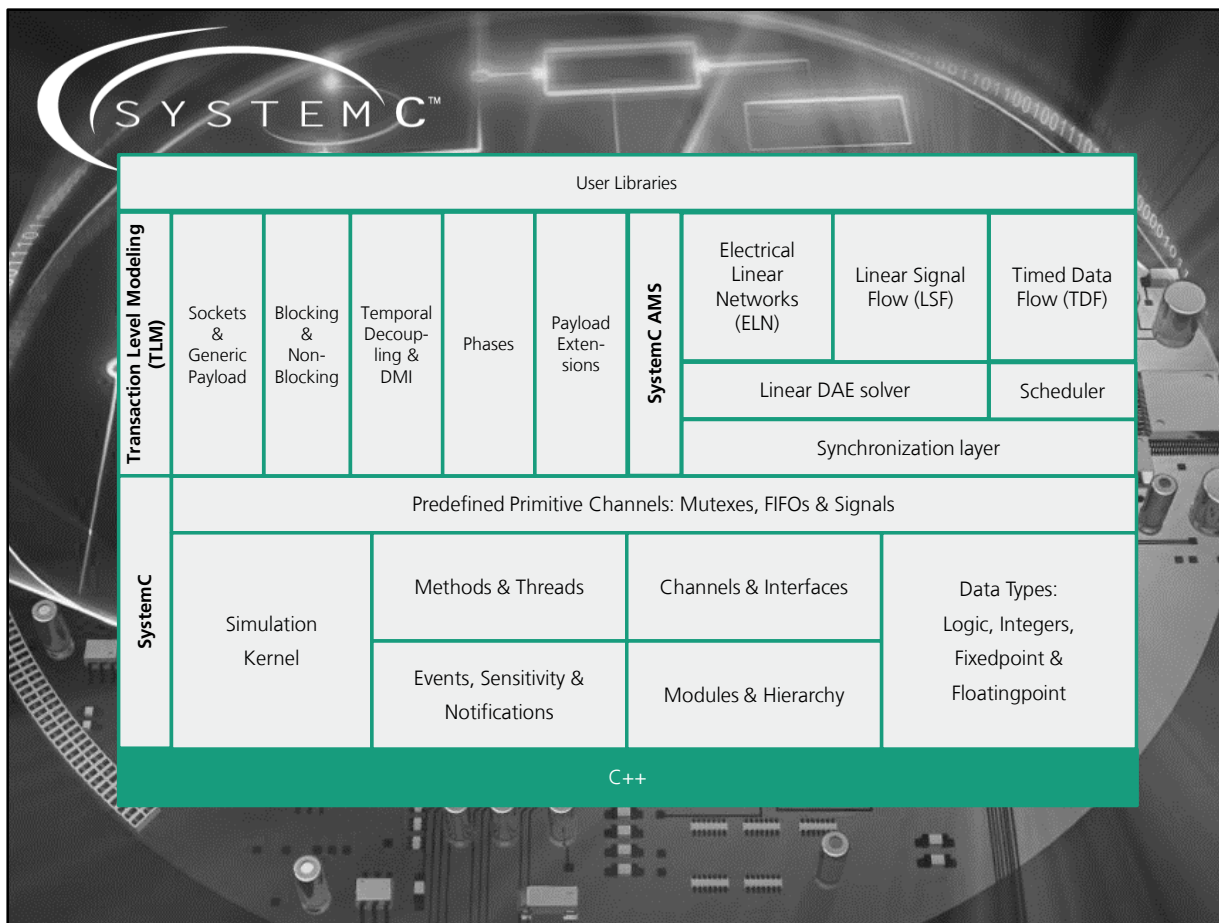 SYSTEMC™
User Libraries
Transaction Level Modeling
(TLM)
Sockets
&
Generic
Payload
Blocking
&
Non-
Blocking
Temporal
Decoup-
ling &
DMI
Phases
Payload
Exten-
sions
SystemC AMS
Electrical
Linear
Networks
(ELN)
Linear Signal
Flow (LSF)
Timed Data
Flow (TDF)
Linear DAE solver
Scheduler
Synchronization layer
SystemC
Predefined Primitive Channels: Mutexes, FIFOs & Signals
Simulation
Kernel
Methods & Threads
Channels & Interfaces
Data Types:
Logic, Integers,
Fixedpoint &
Floatingpoint
Events, Sensitivity &
Notifications
Modules & Hierarchy
C++